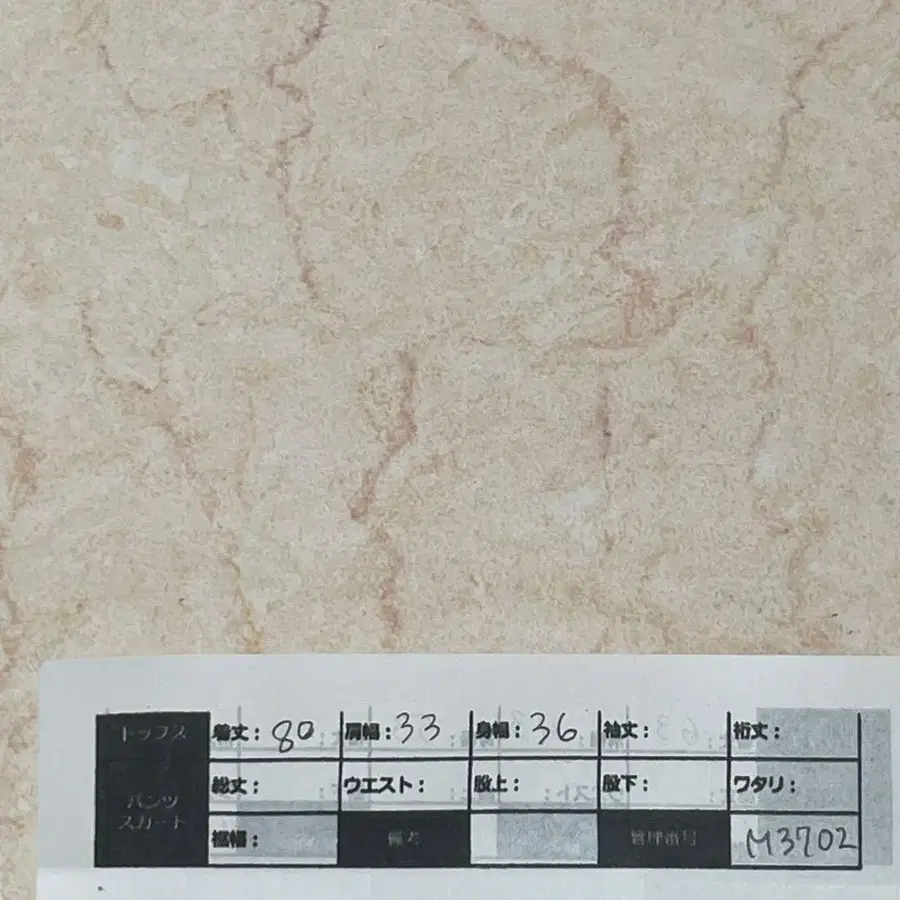 トップス 着丈: 80 肩幅: 33 身幅: 36 袖丈: 裄丈:
総丈: ウエスト: 股上: 股下: ワタリ:
パンツ
スカート
裾幅: 備考 管理番号 M3702